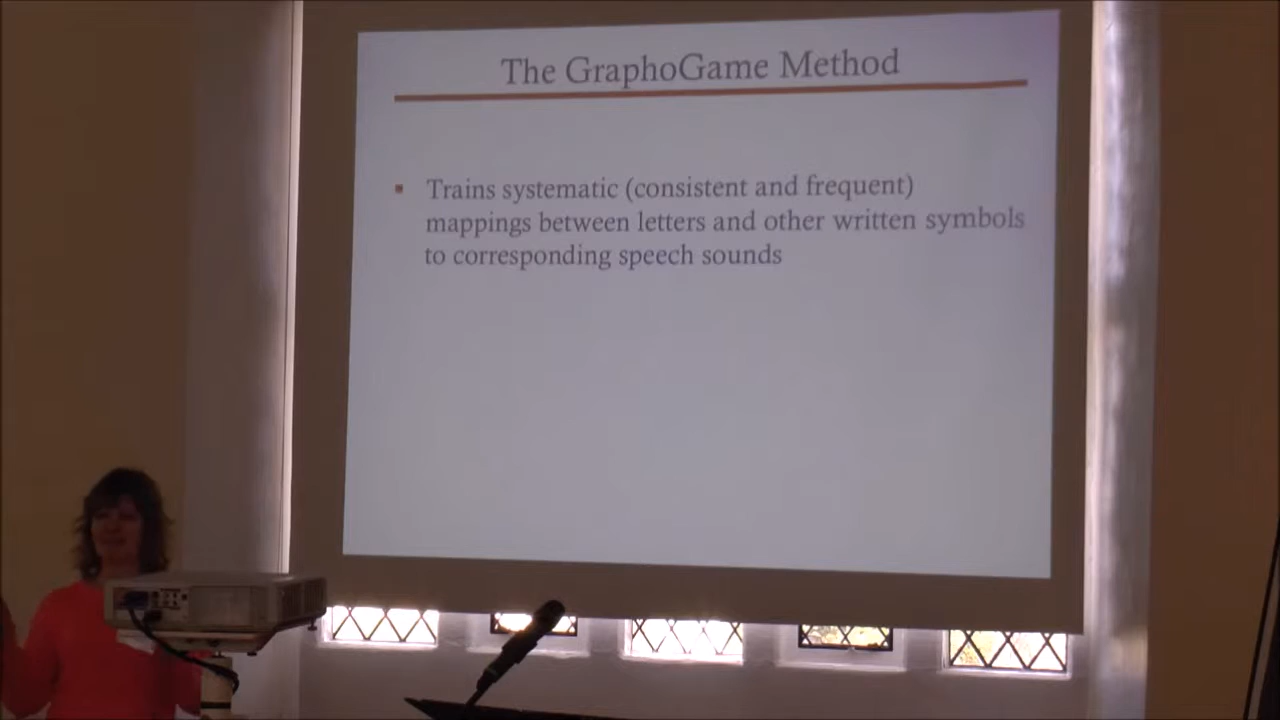 The GraphoGame Method
▪ Trains systematic (consistent and frequent)
mappings between letters and other written symbols
to corresponding speech sounds